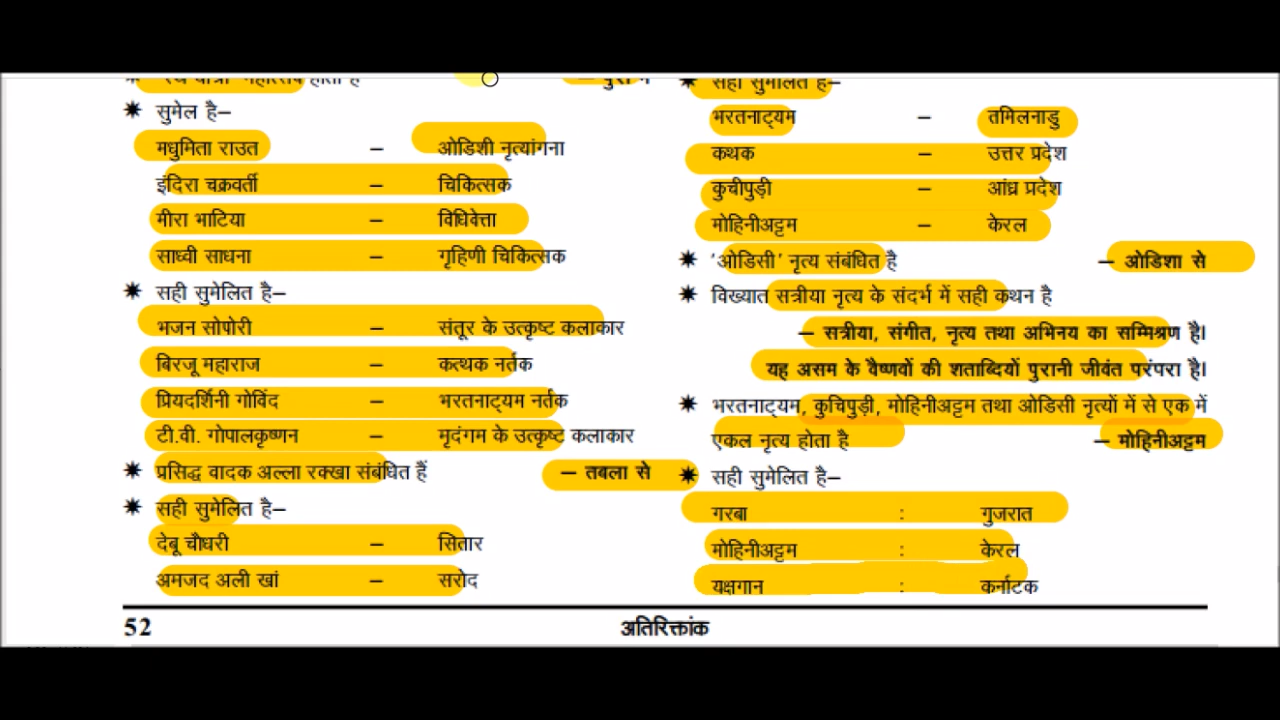 "रथ यात्रा" महोत्सव होता है – पुरी में
✷ सुमेल है–
मधुमिता राउत – ओडिशी नृत्यांगना
इंदिरा चक्रवर्ती – चिकित्सक
मीरा भाटिया – विधिवेत्ता
साध्वी साधना – गृहिणी चिकित्सक
✷ सही सुमेलित है–
भजन सोपोरी – संतूर के उत्कृष्ट कलाकार
बिरजू महाराज – कत्थक नर्तक
प्रियदर्शिनी गोविंद – भरतनाट्यम नर्तक
टी.वी. गोपालकृष्णन – मृदंगम के उत्कृष्ट कलाकार
✷ प्रसिद्ध वादक अल्ला रक्खा संबंधित हैं – तबला से
✷ सही सुमेलित है–
देबू चौधरी – सितार
अमजद अली खां – सरोद
✷ सही सुमेलित है–
भरतनाट्यम – तमिलनाडु
कथक – उत्तर प्रदेश
कुचीपुड़ी – आंध्र प्रदेश
मोहिनीअट्टम – केरल
✷ 'ओडिसी' नृत्य संबंधित है – ओडिशा से
✷ विख्यात सत्रीया नृत्य के संदर्भ में सही कथन है
– सत्रीया, संगीत, नृत्य तथा अभिनय का सम्मिश्रण है।
यह असम के वैष्णवों की शताब्दियों पुरानी जीवंत परंपरा है।
✷ भरतनाट्यम, कुचिपुड़ी, मोहिनीअट्टम तथा ओडिसी नृत्यों में से एक में
एकल नृत्य होता है – मोहिनीअट्टम
✷ सही सुमेलित है–
गरबा : गुजरात
मोहिनीअट्टम : केरल
यक्षगान : कर्नाटक
52 अतिरिक्तांक